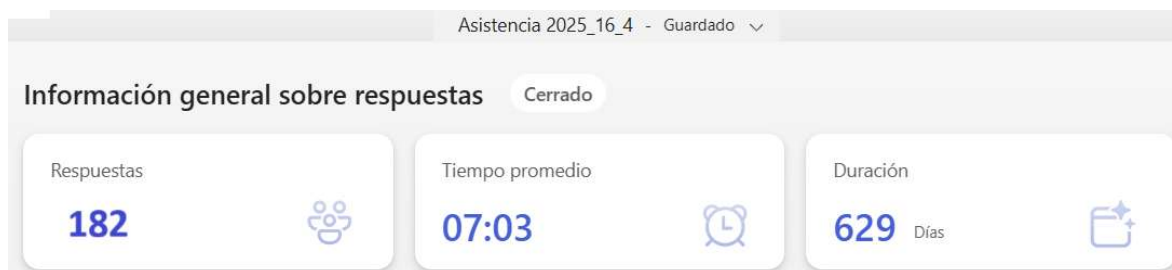 Asistencia 2025_16_4 - Guardado
Información general sobre respuestas Cerrado
Respuestas
182
Tiempo promedio
07:03
Duración
629 Días